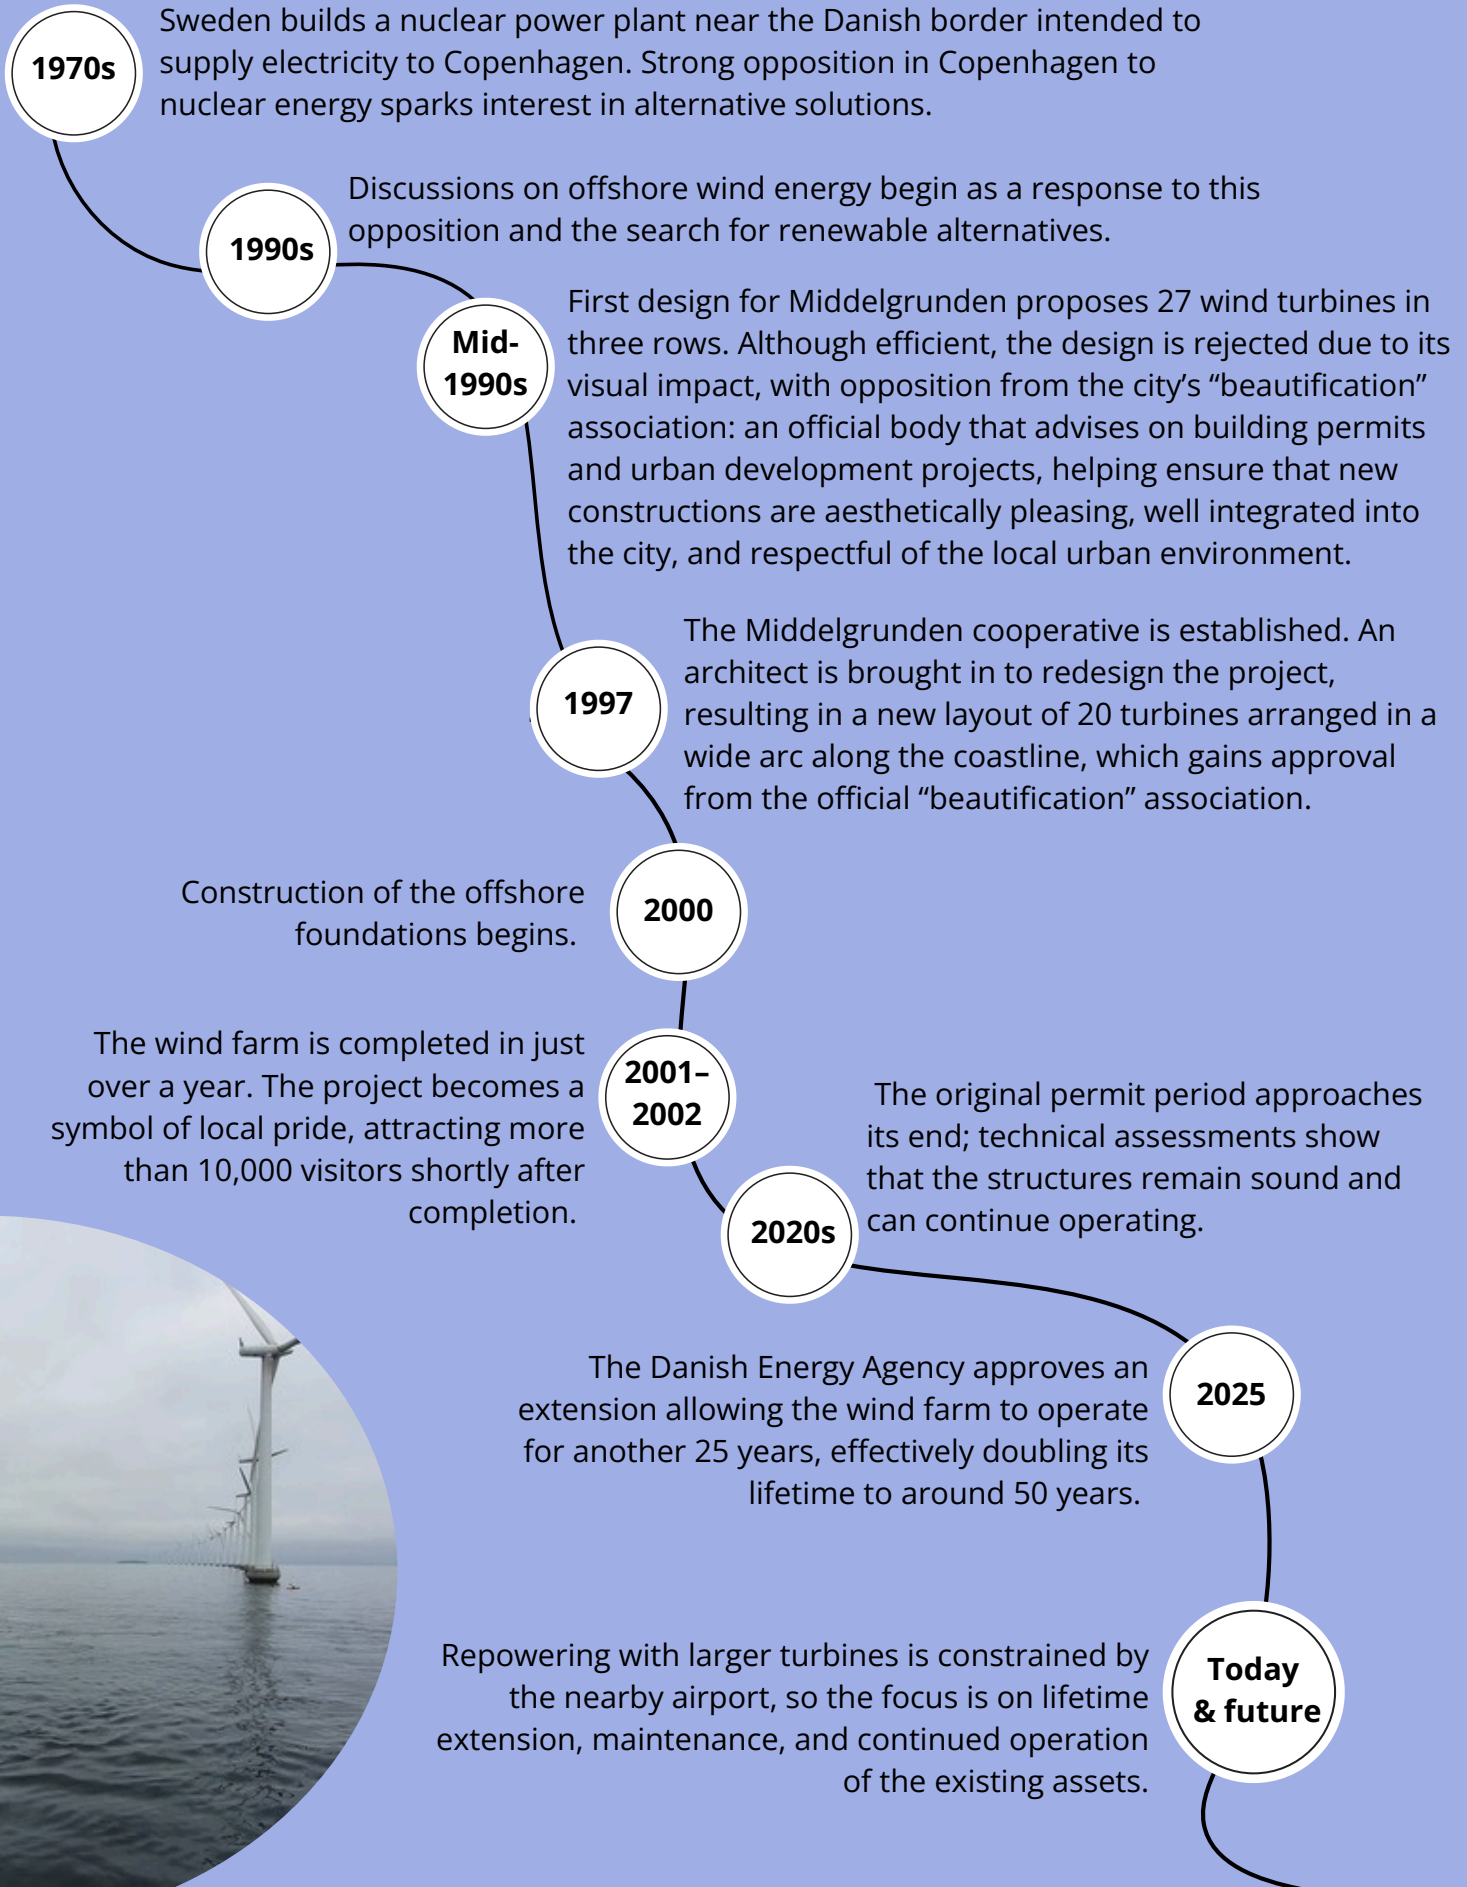 1970s
Sweden builds a nuclear power plant near the Danish border intended to
supply electricity to Copenhagen. Strong opposition in Copenhagen to
nuclear energy sparks interest in alternative solutions.
1990s
Discussions on offshore wind energy begin as a response to this
opposition and the search for renewable alternatives.
Mid-
1990s
First design for Middelgrunden proposes 27 wind turbines in
three rows. Although efficient, the design is rejected due to its
visual impact, with opposition from the city’s “beautification”
association: an official body that advises on building permits
and urban development projects, helping ensure that new
constructions are aesthetically pleasing, well integrated into
the city, and respectful of the local urban environment.
1997
The Middelgrunden cooperative is established. An
architect is brought in to redesign the project,
resulting in a new layout of 20 turbines arranged in a
wide arc along the coastline, which gains approval
from the official “beautification” association.
2000
Construction of the offshore
foundations begins.
2001–
2002
The wind farm is completed in just
over a year. The project becomes a
symbol of local pride, attracting more
than 10,000 visitors shortly after
completion.
2020s
The original permit period approaches
its end; technical assessments show
that the structures remain sound and
can continue operating.
2025
The Danish Energy Agency approves an
extension allowing the wind farm to operate
for another 25 years, effectively doubling its
lifetime to around 50 years.
Today
& future
Repowering with larger turbines is constrained by
the nearby airport, so the focus is on lifetime
extension, maintenance, and continued operation
of the existing assets.